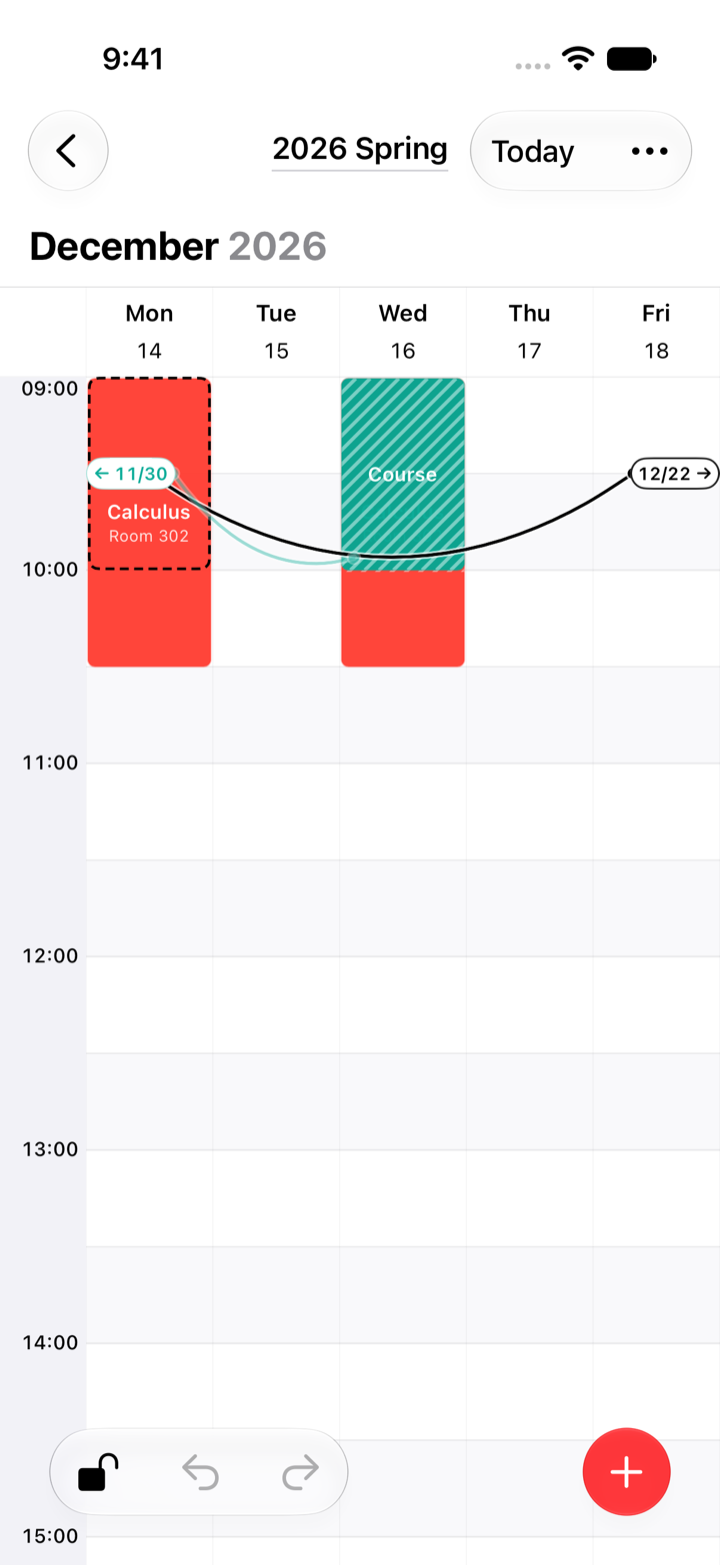 9:41
2026 Spring
Today
December 2026
Mon
Tue
Wed
Thu
Fri
14
15
16
17
18
09:00
← 11/30
Course
12/22 →
Calculus
Room 302
10:00
11:00
12:00
13:00
14:00
15:00